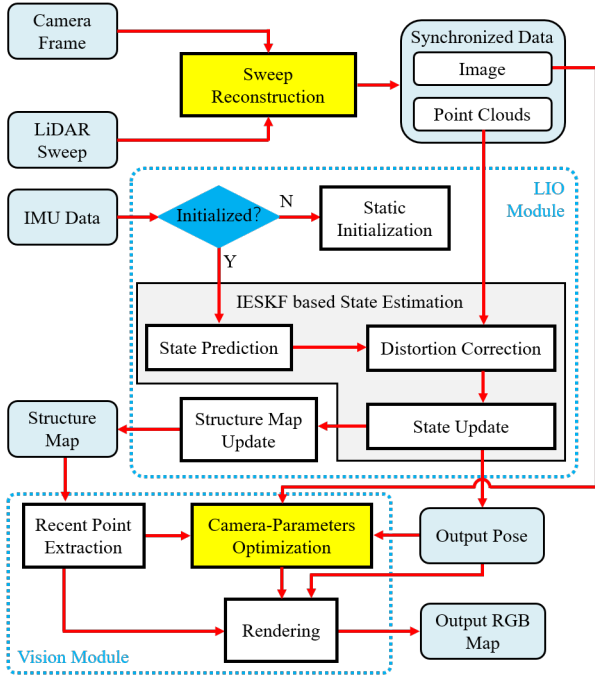 Camera
Frame
Synchronized Data
Image
Sweep
Reconstruction
Point Clouds
LiDAR
Sweep
LIO
Module
IMU Data
Initialized?
N
Static
Initialization
Y
IESKF based State Estimation
State Prediction
Distortion Correction
Structure
Map
Structure Map
Update
State Update
Recent Point
Extraction
Camera-Parameters
Optimization
Output Pose
Rendering
Output RGB
Map
Vision Module